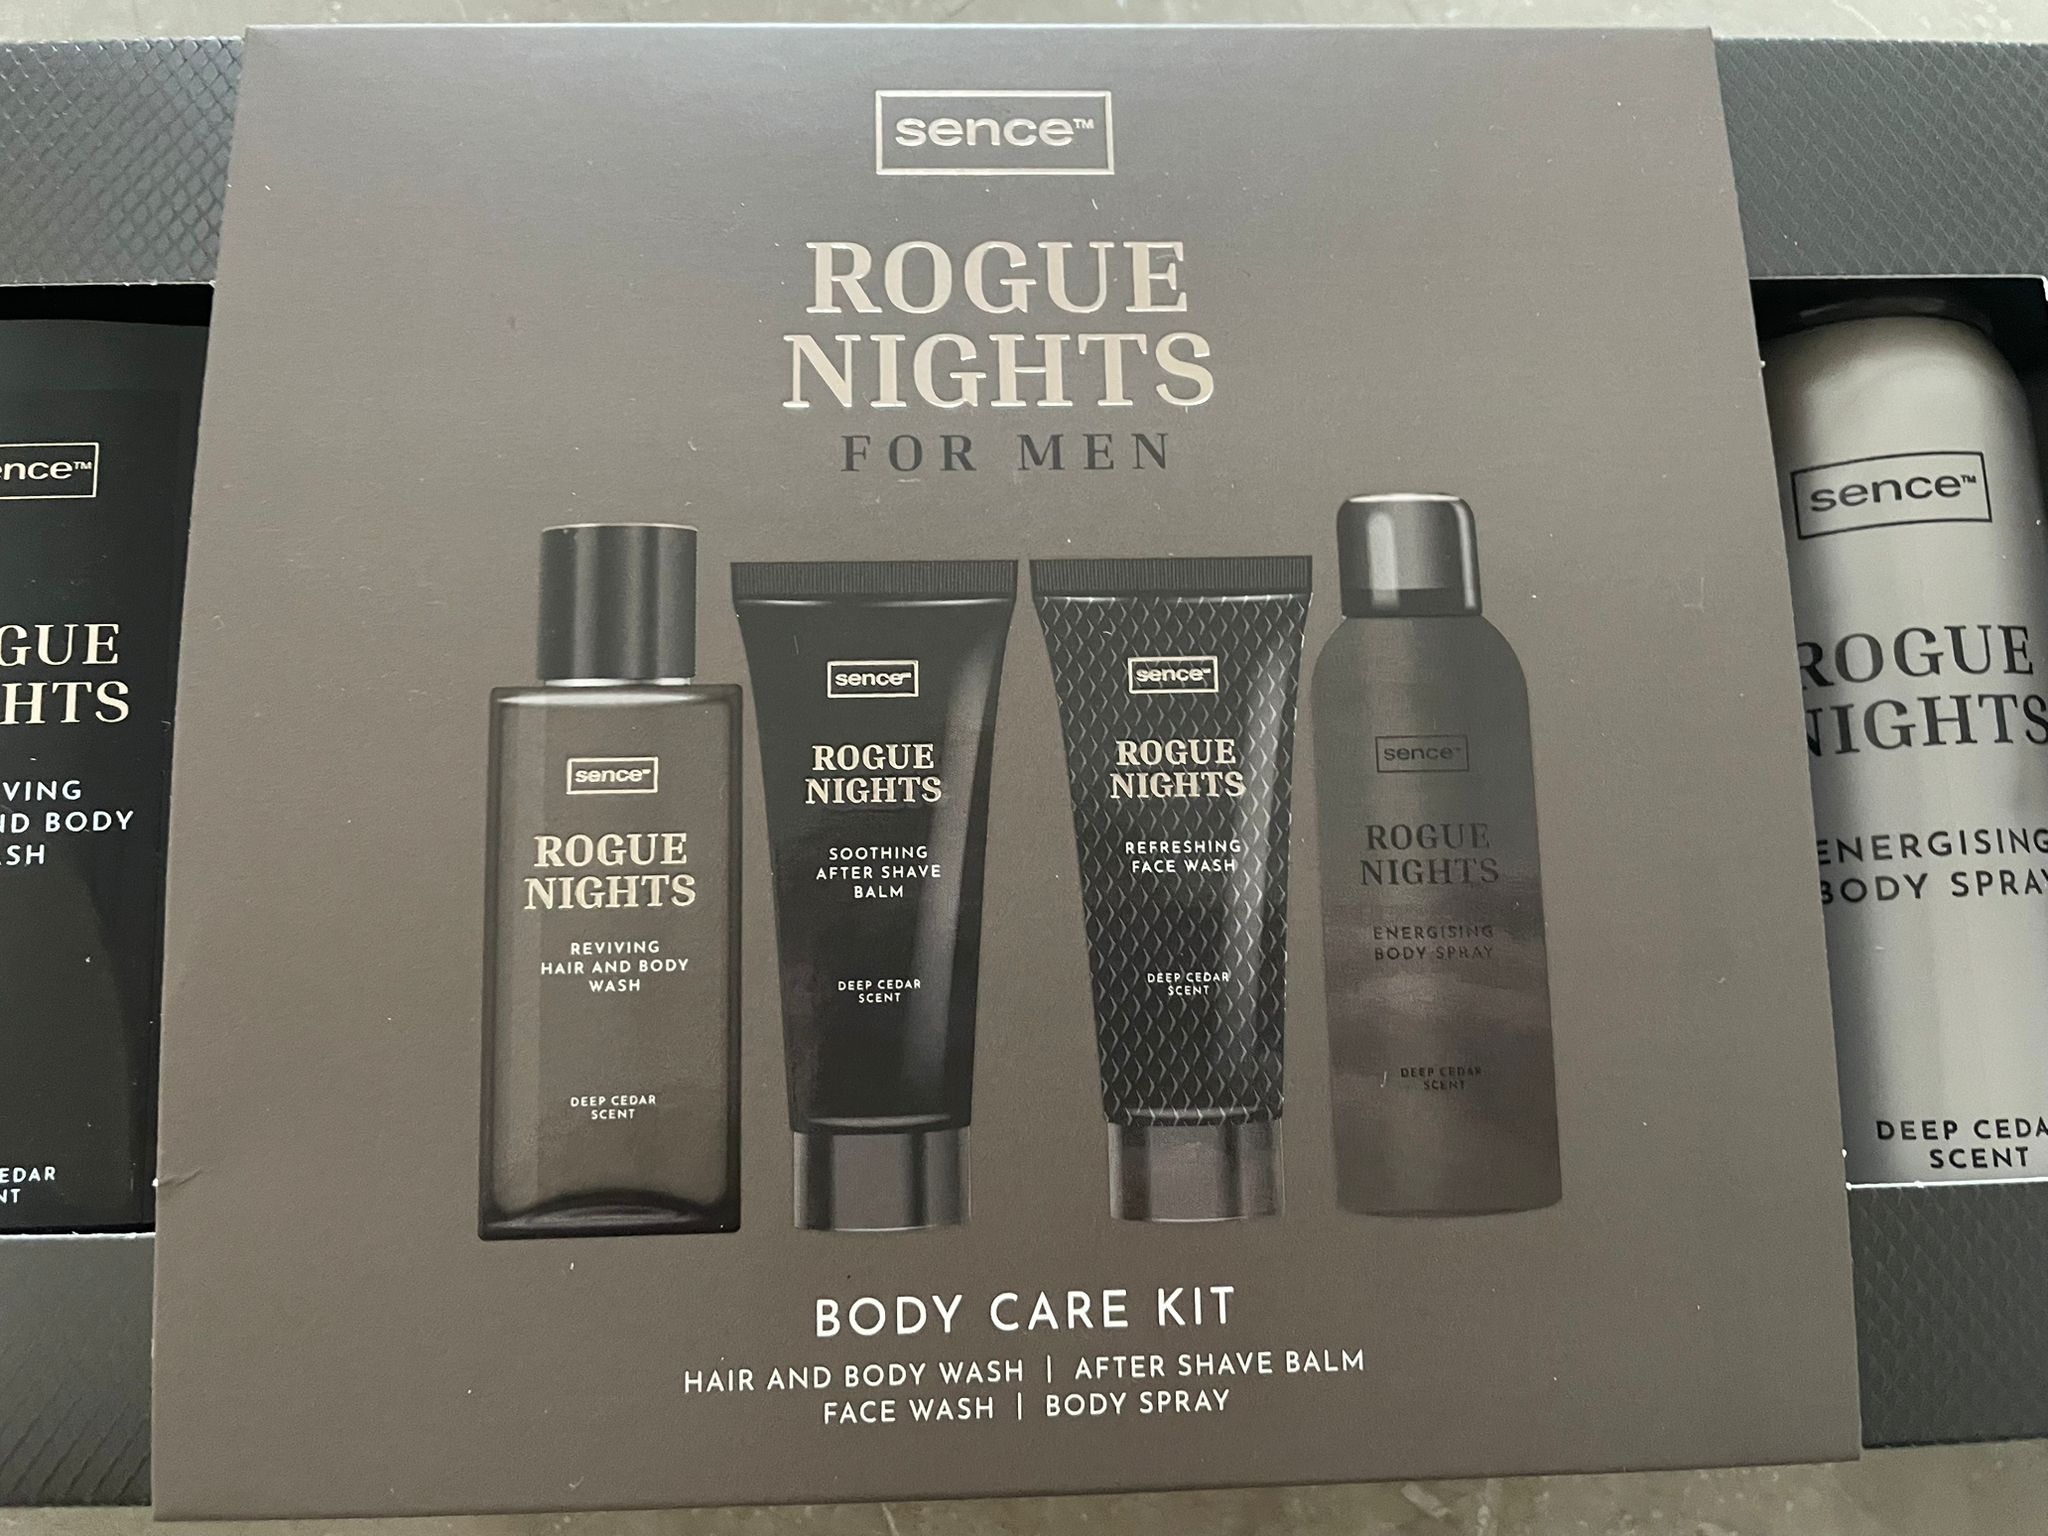 sence™
ROGUE
NIGHTS
FOR MEN
sence™
ROGUE
NIGHTS
REVIVING
HAIR AND BODY
WASH
DEEP CEDAR
SCENT
sence™
ROGUE
NIGHTS
SOOTHING
AFTER SHAVE
BALM
DEEP CEDAR
SCENT
sence™
ROGUE
NIGHTS
REFRESHING
FACE WASH
DEEP CEDAR
SCENT
sence™
ROGUE
NIGHTS
ENERGISING
BODY SPRAY
DEEP CEDAR
SCENT
BODY CARE KIT
HAIR AND BODY WASH | AFTER SHAVE BALM
FACE WASH | BODY SPRAY
ence™
GUE
HTS
VING
ND BODY
ASH
EDAR
NT
sence™
ROGUE
NIGHTS
ENERGISING
BODY SPRAY
DEEP CEDA
SCENT